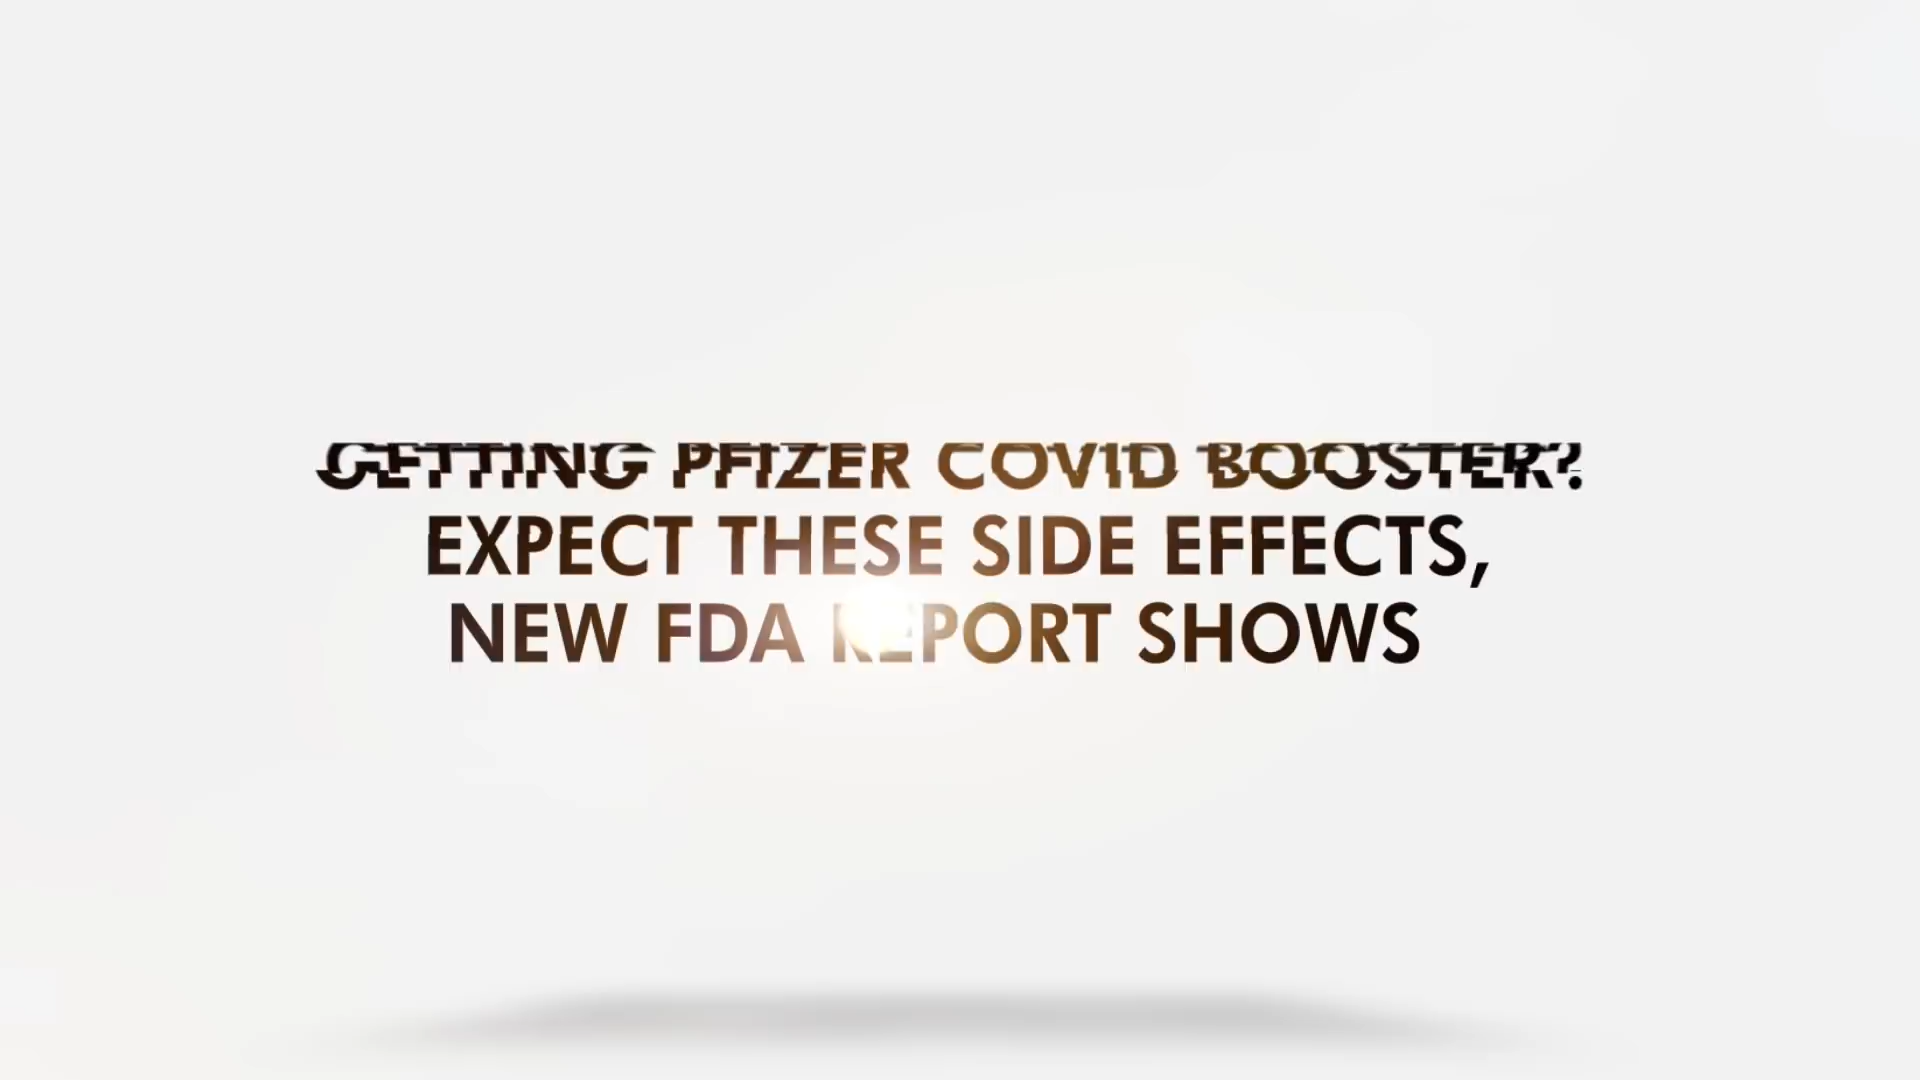 GETTING PFIZER COVID BOOSTER?
EXPECT THESE SIDE EFFECTS,
NEW FDA REPORT SHOWS